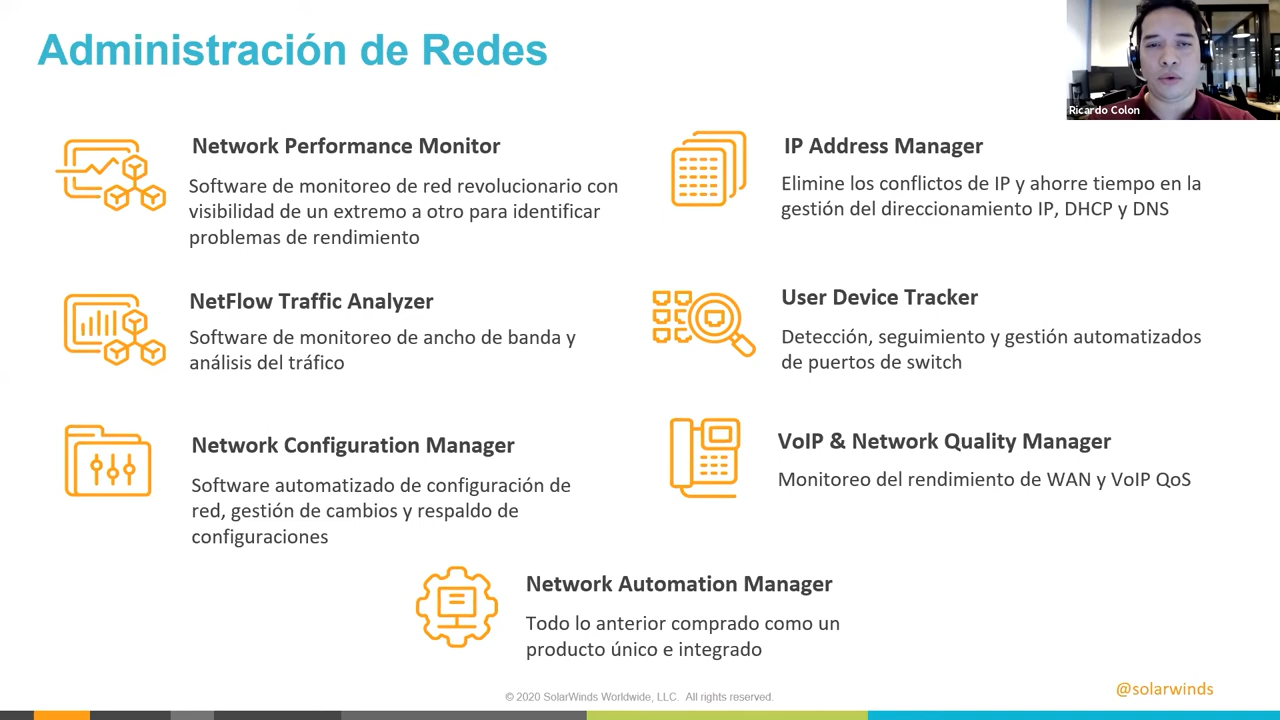 Administración de Redes
Ricardo Colon
Network Performance Monitor
Software de monitoreo de red revolucionario con
visibilidad de un extremo a otro para identificar
problemas de rendimiento
IP Address Manager
Elimine los conflictos de IP y ahorre tiempo en la
gestión del direccionamiento IP, DHCP y DNS
NetFlow Traffic Analyzer
Software de monitoreo de ancho de banda y
análisis del tráfico
User Device Tracker
Detección, seguimiento y gestión automatizados
de puertos de switch
Network Configuration Manager
Software automatizado de configuración de
red, gestión de cambios y respaldo de
configuraciones
VoIP & Network Quality Manager
Monitoreo del rendimiento de WAN y VoIP QoS
Network Automation Manager
Todo lo anterior comprado como un
producto único e integrado
© 2020 SolarWinds Worldwide, LLC. All rights reserved.
@solarwinds